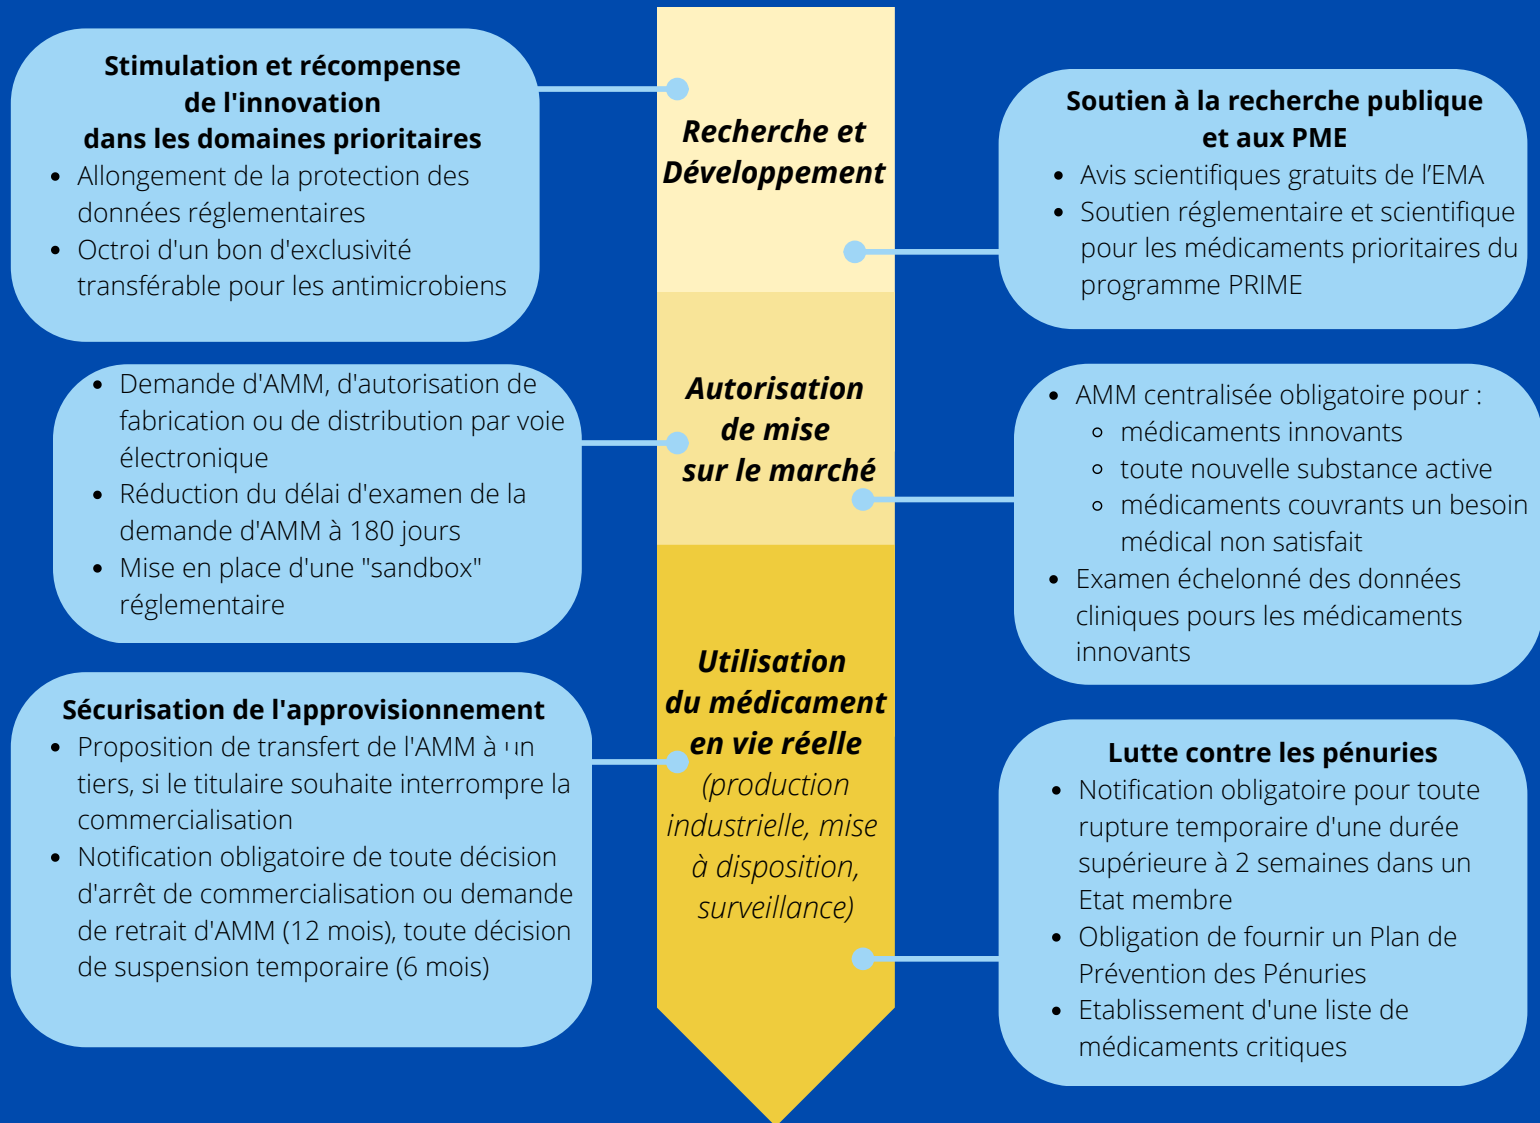 Stimulation et récompense
de l'innovation
dans les domaines prioritaires
• Allongement de la protection des
données réglementaires
• Octroi d'un bon d'exclusivité
transférable pour les antimicrobiens
Recherche et
Développement
Soutien à la recherche publique
et aux PME
• Avis scientifiques gratuits de l’EMA
• Soutien réglementaire et scientifique
pour les médicaments prioritaires du
programme PRIME
• Demande d'AMM, d'autorisation de
fabrication ou de distribution par voie
électronique
• Réduction du délai d'examen de la
demande d'AMM à 180 jours
• Mise en place d'une "sandbox"
réglementaire
Autorisation
de mise
sur le marché
• AMM centralisée obligatoire pour :
◦ médicaments innovants
◦ toute nouvelle substance active
◦ médicaments couvrants un besoin
médical non satisfait
• Examen échelonné des données
cliniques pours les médicaments
innovants
Sécurisation de l'approvisionnement
• Proposition de transfert de l'AMM à un
tiers, si le titulaire souhaite interrompre la
commercialisation
• Notification obligatoire de toute décision
d'arrêt de commercialisation ou demande
de retrait d'AMM (12 mois), toute décision
de suspension temporaire (6 mois)
Utilisation
du médicament
en vie réelle
(production
industrielle, mise
à disposition,
surveillance)
Lutte contre les pénuries
• Notification obligatoire pour toute
rupture temporaire d'une durée
supérieure à 2 semaines dans un
Etat membre
• Obligation de fournir un Plan de
Prévention des Pénuries
• Etablissement d'une liste de
médicaments critiques